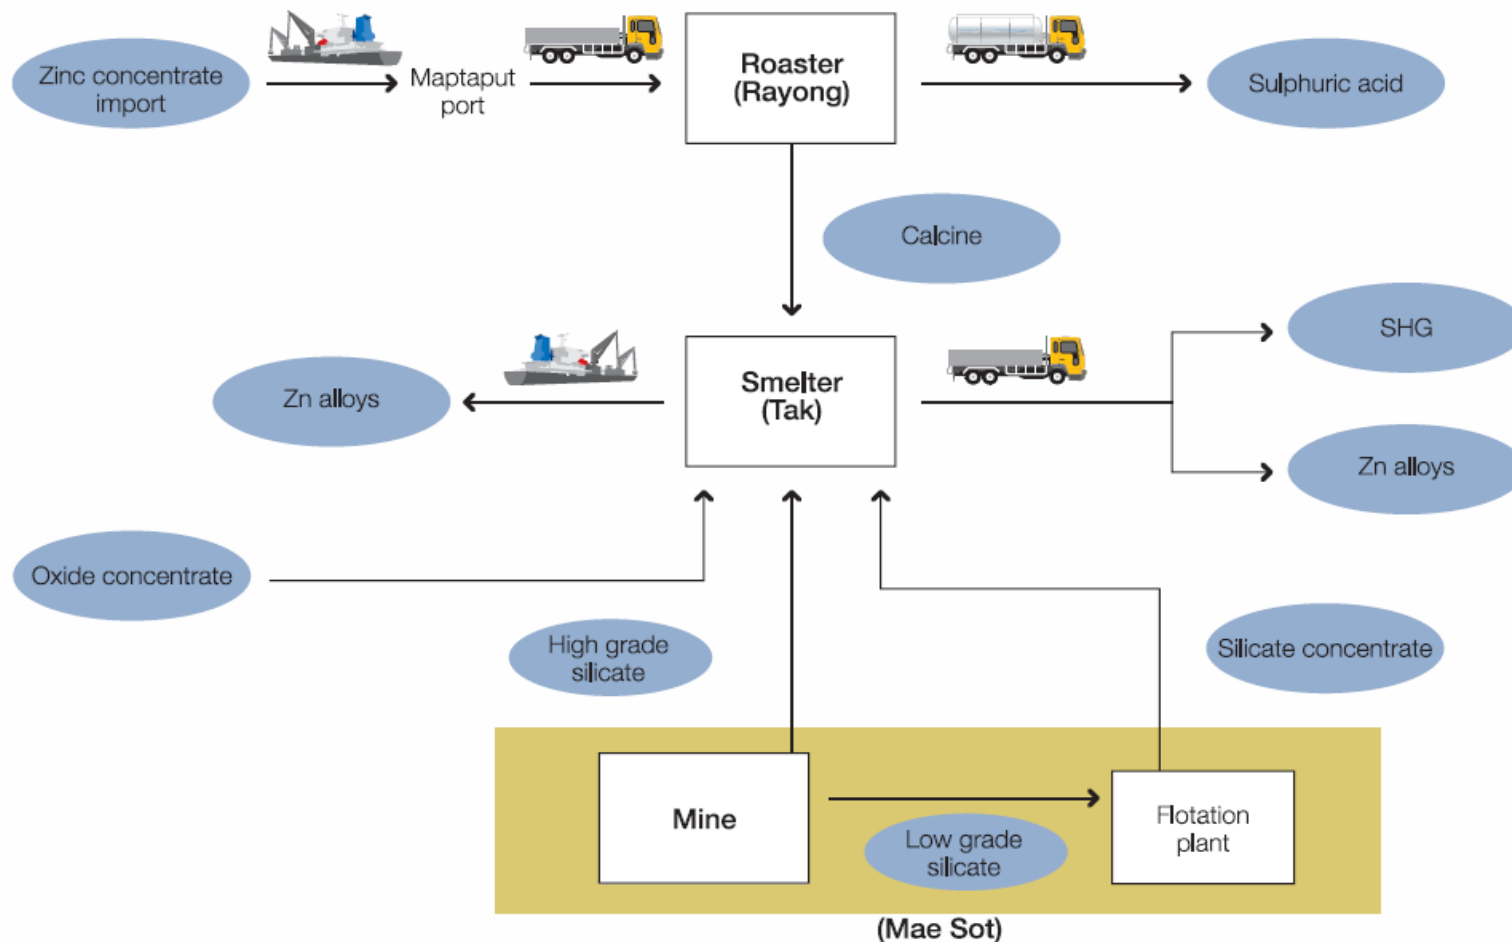 Zinc concentrate
import
Maptaput
port
Roaster
(Rayong)
Sulphuric acid
Calcine
SHG
Zn alloys
Smelter
(Tak)
Zn alloys
Oxide concentrate
High grade
silicate
Silicate concentrate
Mine
Low grade
silicate
Flotation
plant
(Mae Sot)